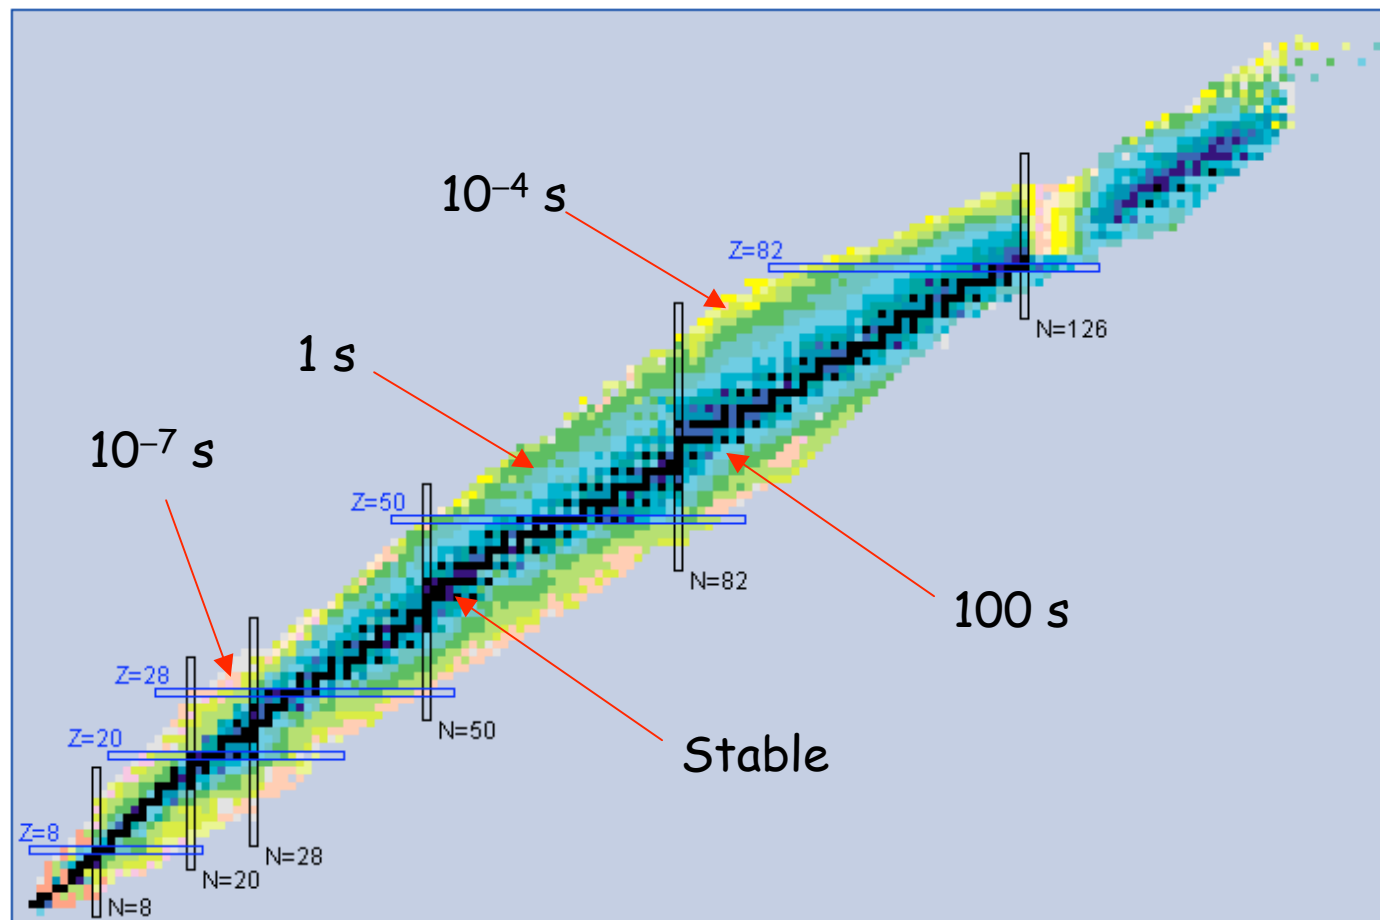 10⁻⁴ s
Z=82
N=126
1 s
10⁻⁷ s
Z=50
N=82
100 s
Z=28
N=50
Z=20
Stable
Z=8
N=28
N=20
N=8